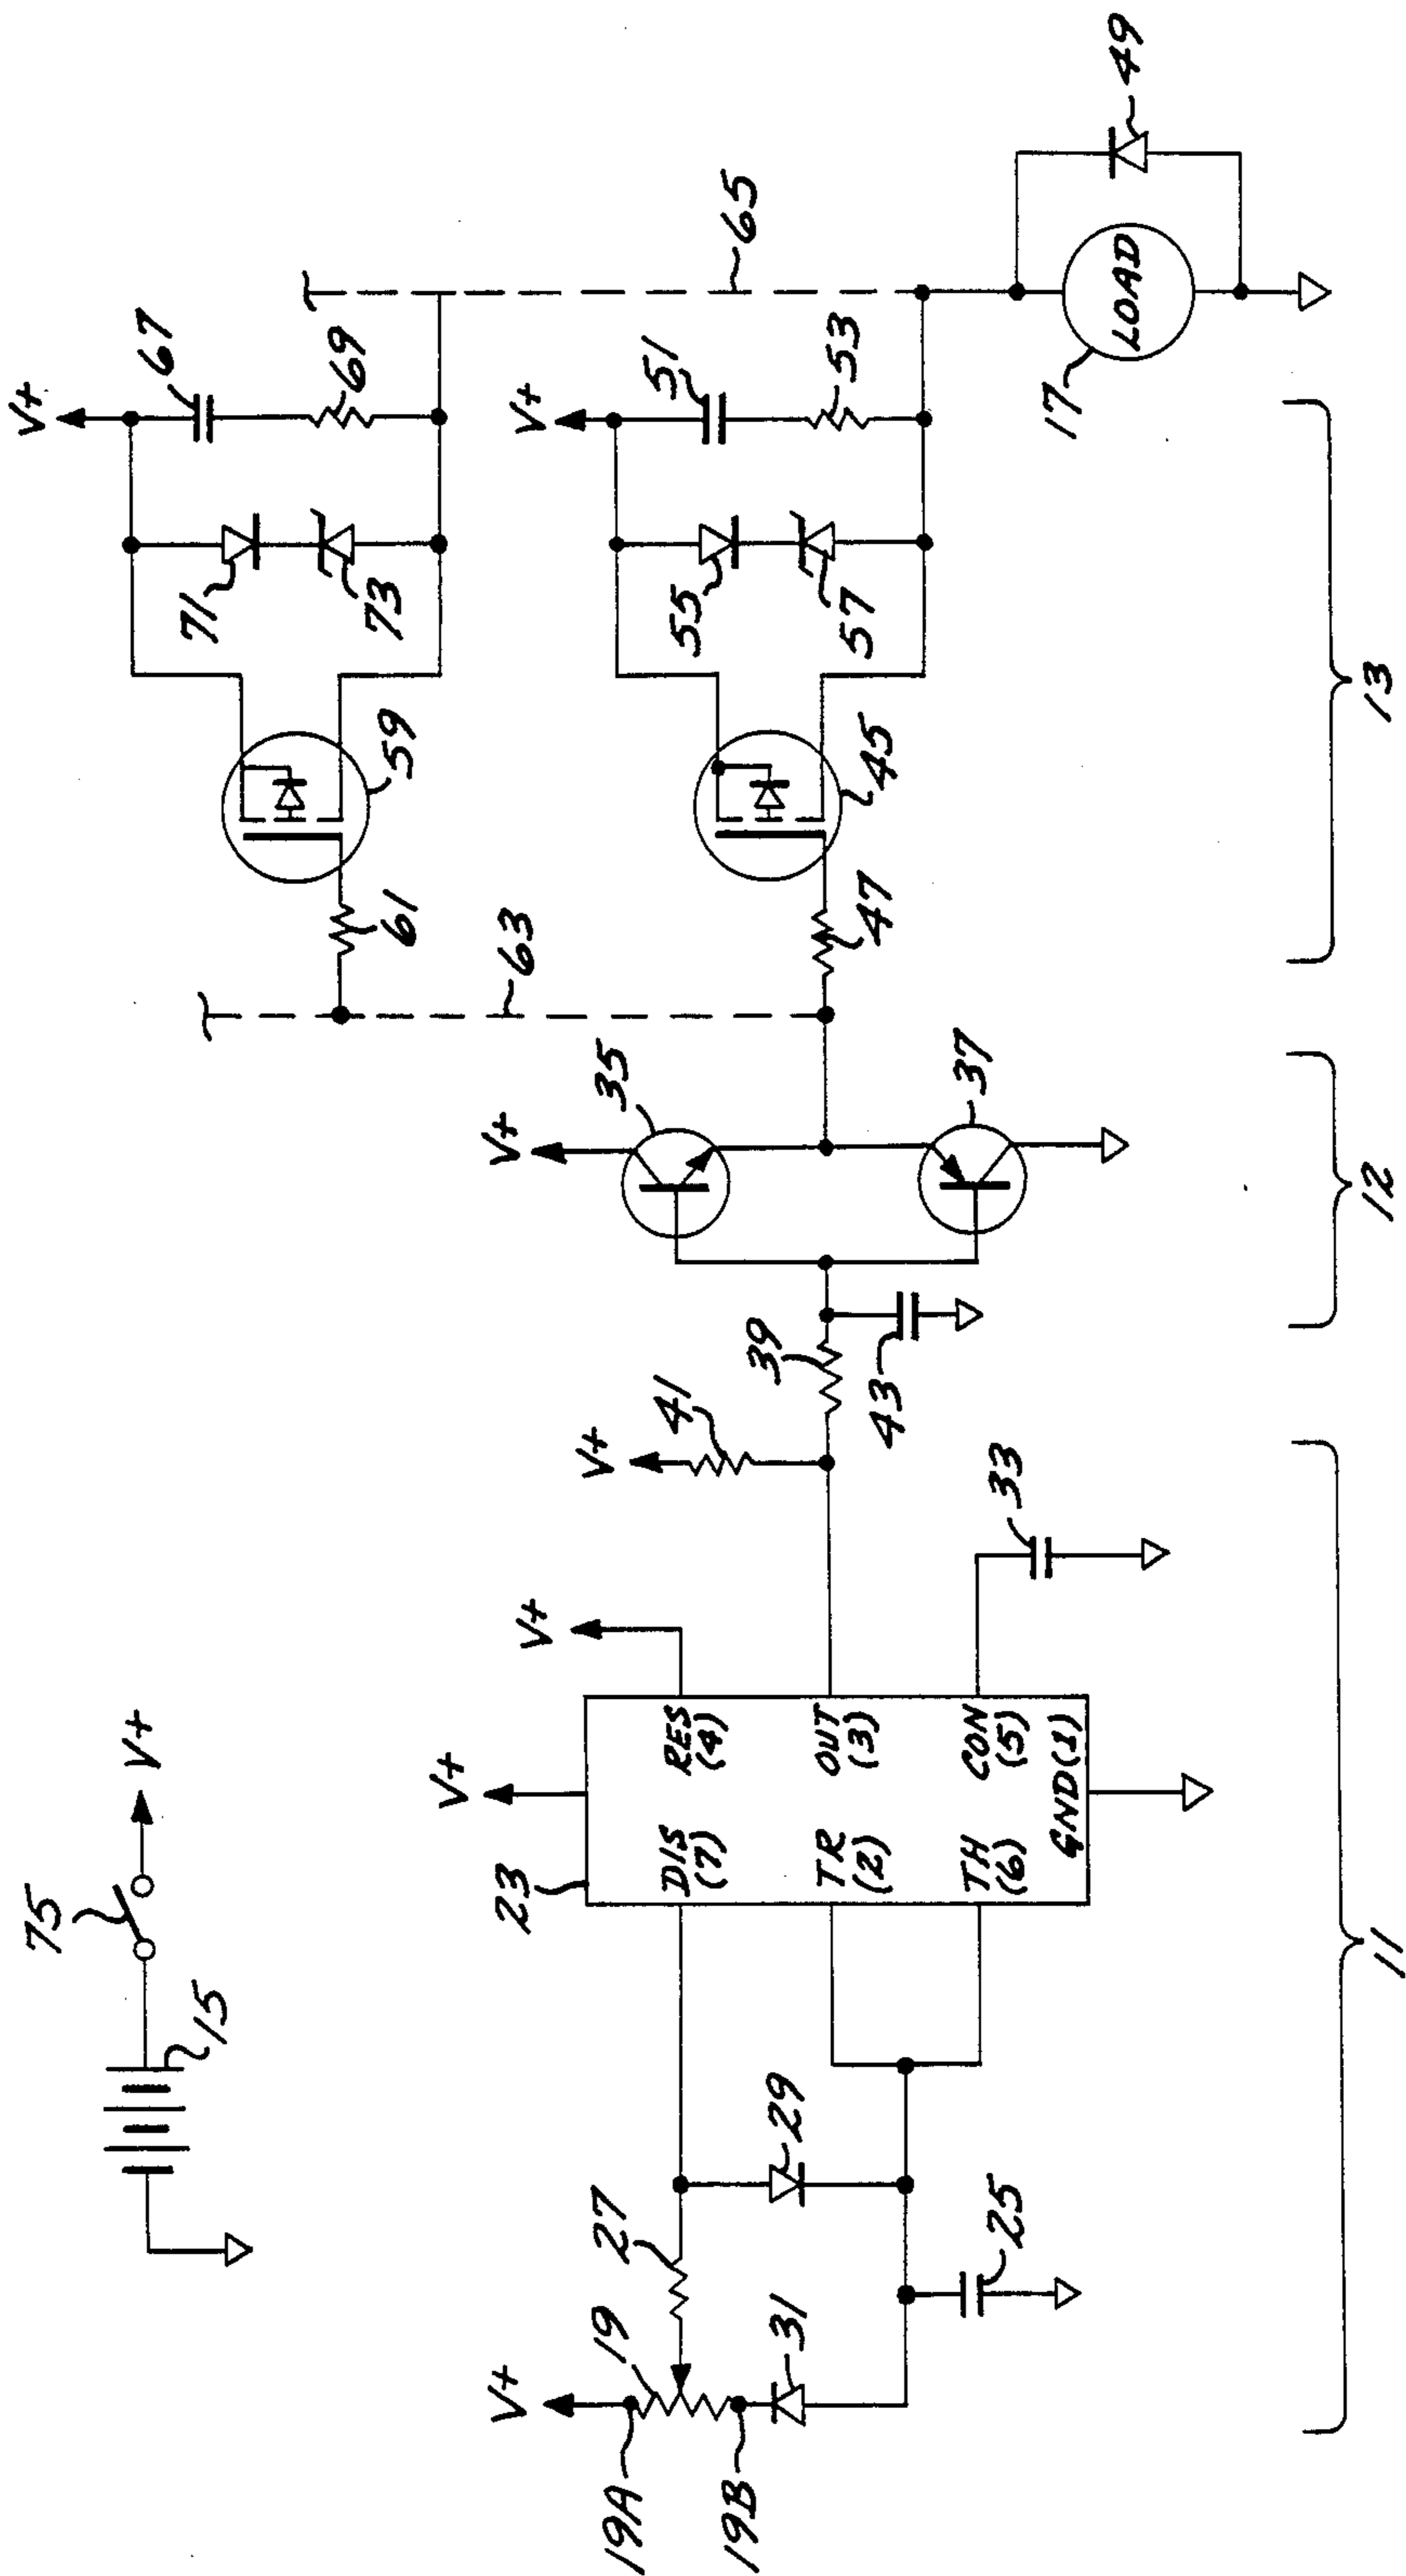 75
V+
15
V+
19A
19
19B
27
31
29
25
V+
23
DIS
(7)
RES
(4)
TR
(2)
OUT
(3)
TH
(6)
CON
(5)
GND(1)
V+
33
V+
41
39
43
V+
35
37
63
61
47
59
45
V+
71
73
67
69
V+
55
57
51
53
65
17
LOAD
49
11
12
13